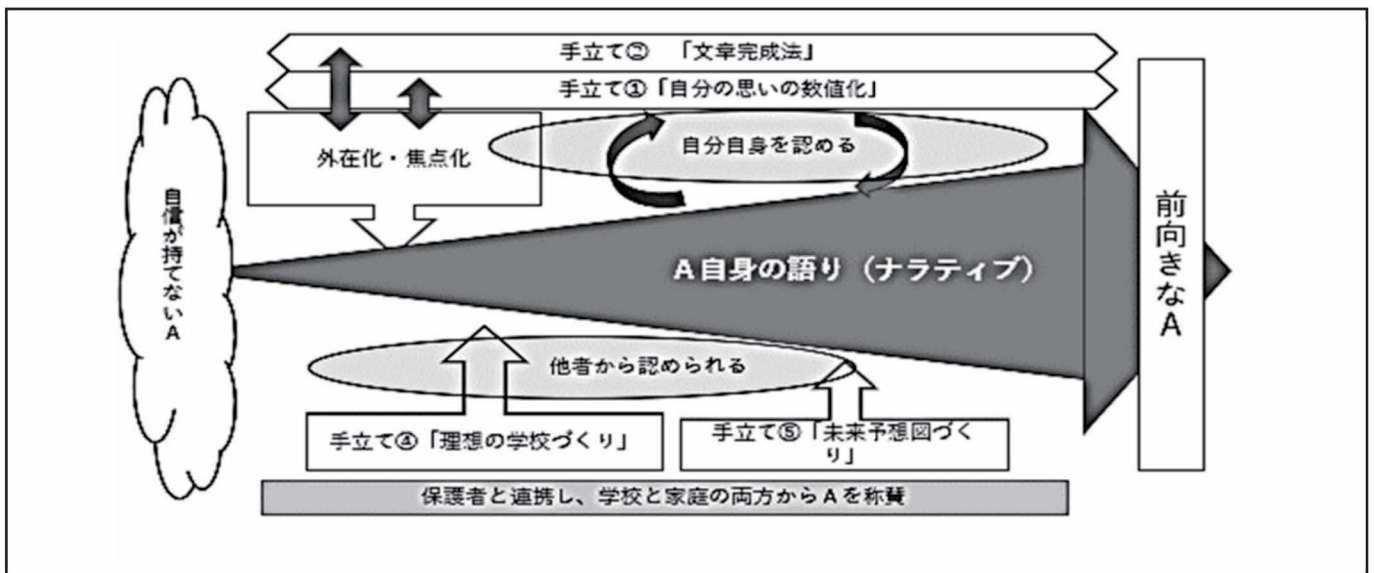 手立て② 「文章完成法」
手立て①「自分の思いの数値化」
外在化・焦点化
自分自身を認める
自信が持てないA
A自身の語り（ナラティブ）
前向きなA
他者から認められる
手立て④「理想の学校づくり」
手立て⑤「未来予想図づく
り」
保護者と連携し、学校と家庭の両方からAを称賛